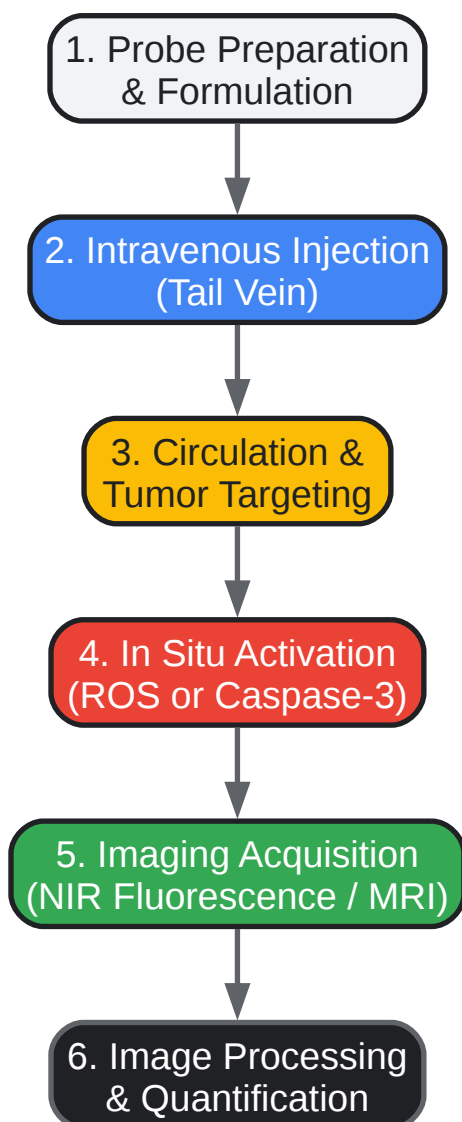 1. Probe Preparation
& Formulation
2. Intravenous Injection
(Tail Vein)
3. Circulation &
Tumor Targeting
4. In Situ Activation
(ROS or Caspase-3)
5. Imaging Acquisition
(NIR Fluorescence / MRI)
6. Image Processing
& Quantification